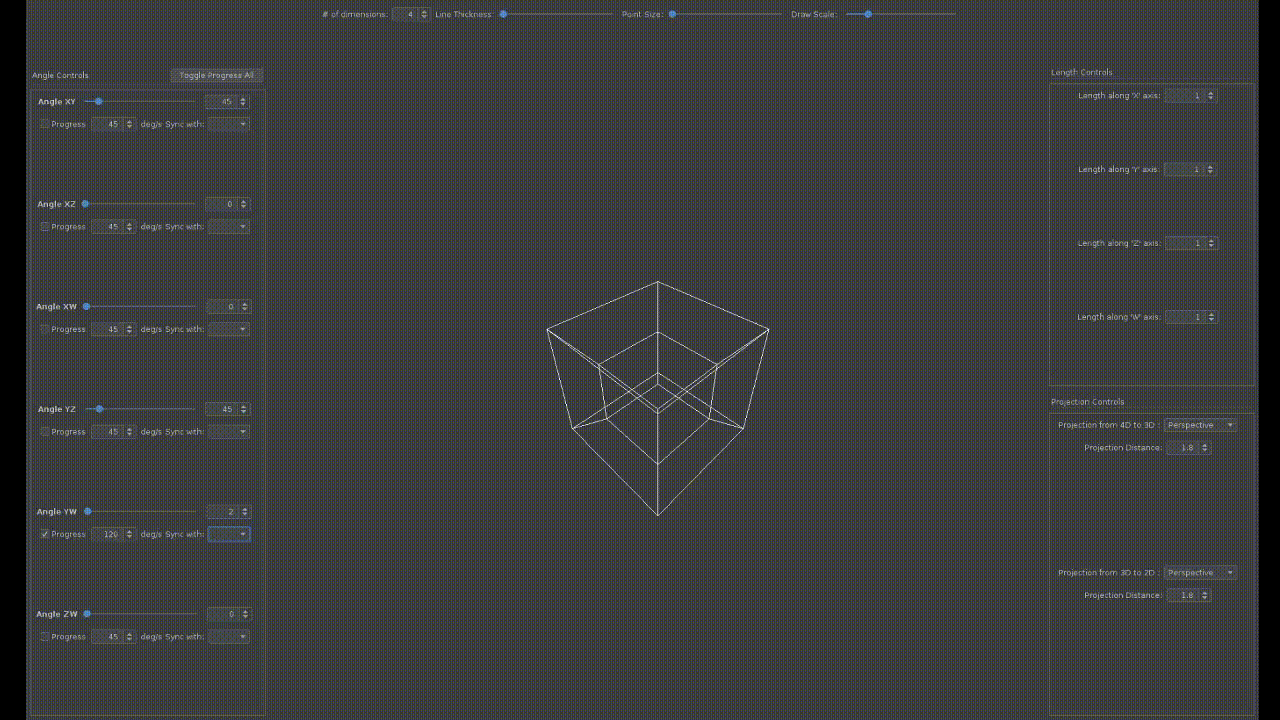 # of dimensions: 4 Line Thickness: Point Size: Draw Scale:
Angle Controls Toggle Progress All
Angle XY 45
Progress 45 deg/s Sync with:
Angle XZ 0
Progress 45 deg/s Sync with:
Angle XW 0
Progress 45 deg/s Sync with:
Angle YZ 45
Progress 45 deg/s Sync with:
Angle YW 2
Progress 120 deg/s Sync with:
Angle ZW 0
Progress 45 deg/s Sync with:
Length Controls
Length along 'X' axis: 1
Length along 'Y' axis: 1
Length along 'Z' axis: 1
Length along 'W' axis: 1
Projection Controls
Projection from 4D to 3D : Perspective
Projection Distance: 1.8
Projection from 3D to 2D : Perspective
Projection Distance: 1.8